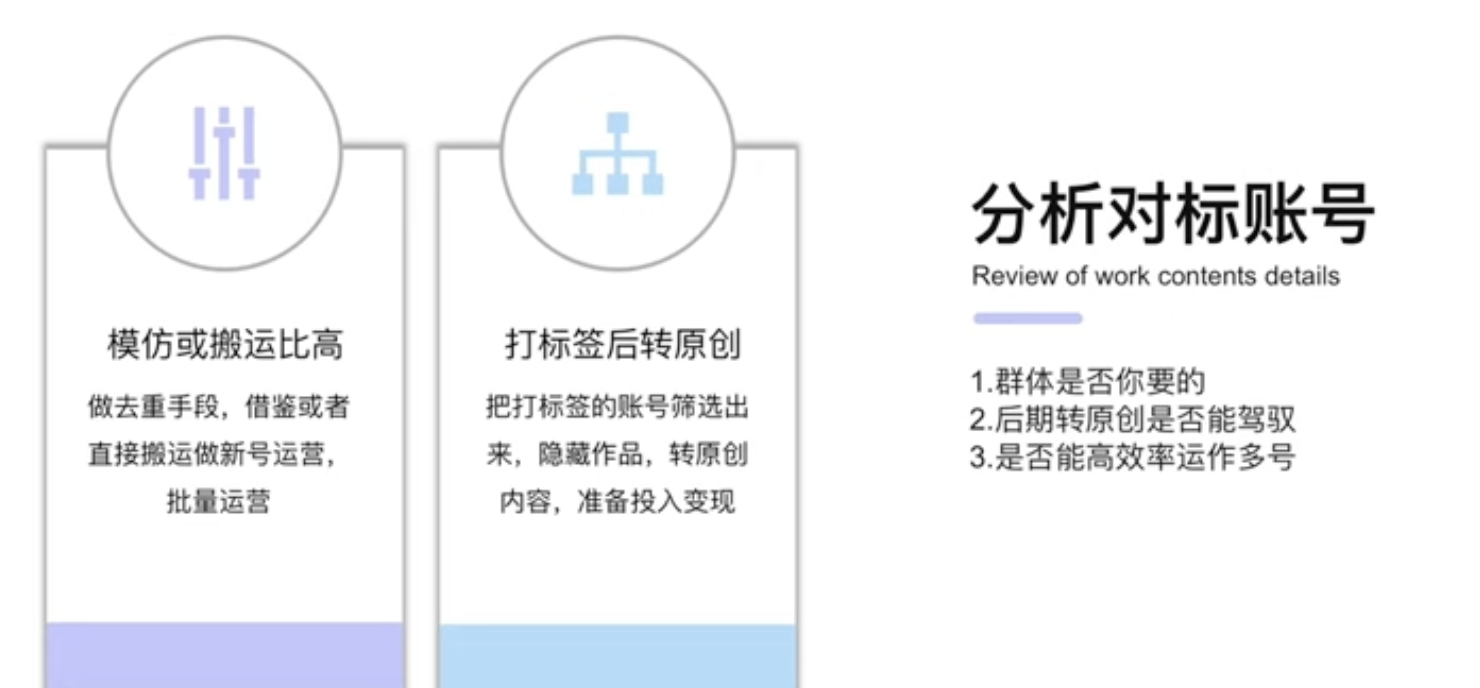 模仿或搬运比高
做去重手段，借鉴或者
直接搬运做新号运营，
批量运营
打标签后转原创
把打标签的账号筛选出
来，隐藏作品，转原创
内容，准备投入变现
分析对标账号
Review of work contents details
1.群体是否你要的
2.后期转原创是否能驾驭
3.是否能高效率运作多号